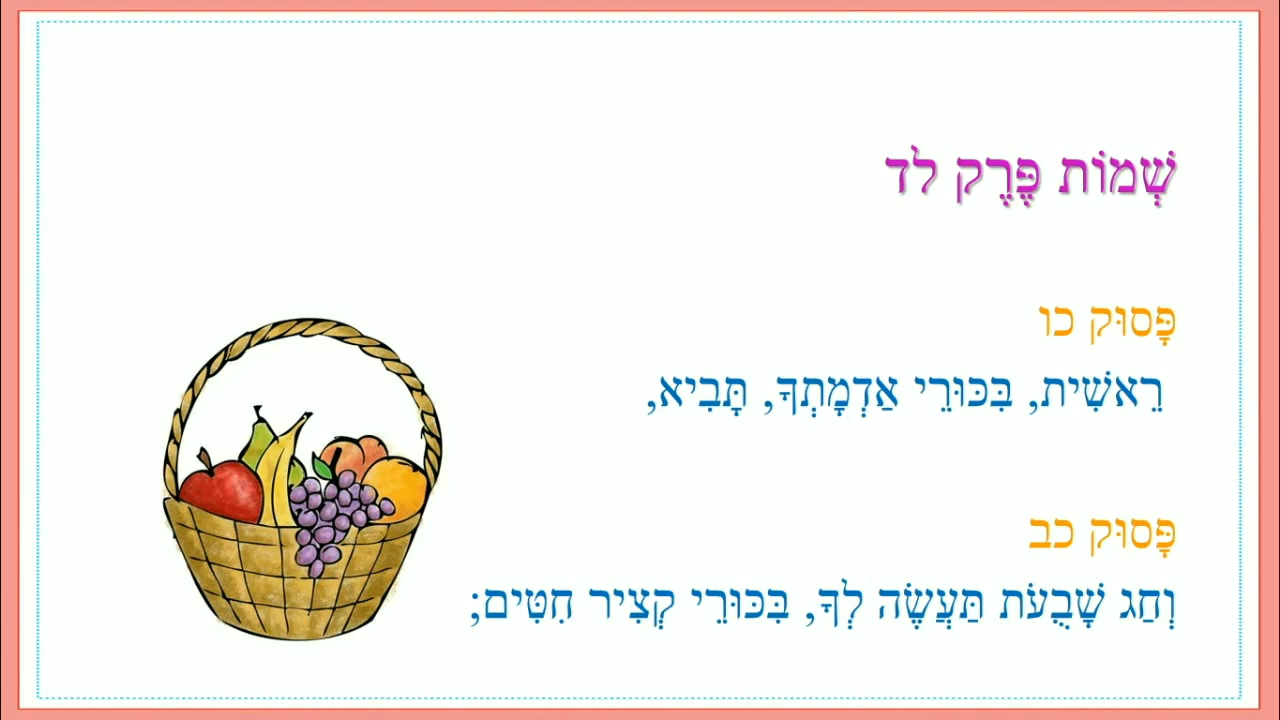 שְׁמוֹת פֶּרֶק לד
פָּסוּק כו
רֵאשִׁית, בִּכּוּרֵי אַדְמָתְךָ, תָּבִיא,
פָּסוּק כב
וְחַג שָׁבֻעֹת תַּעֲשֶׂה לְךָ, בִּכּוּרֵי קְצִיר חִטִּים;